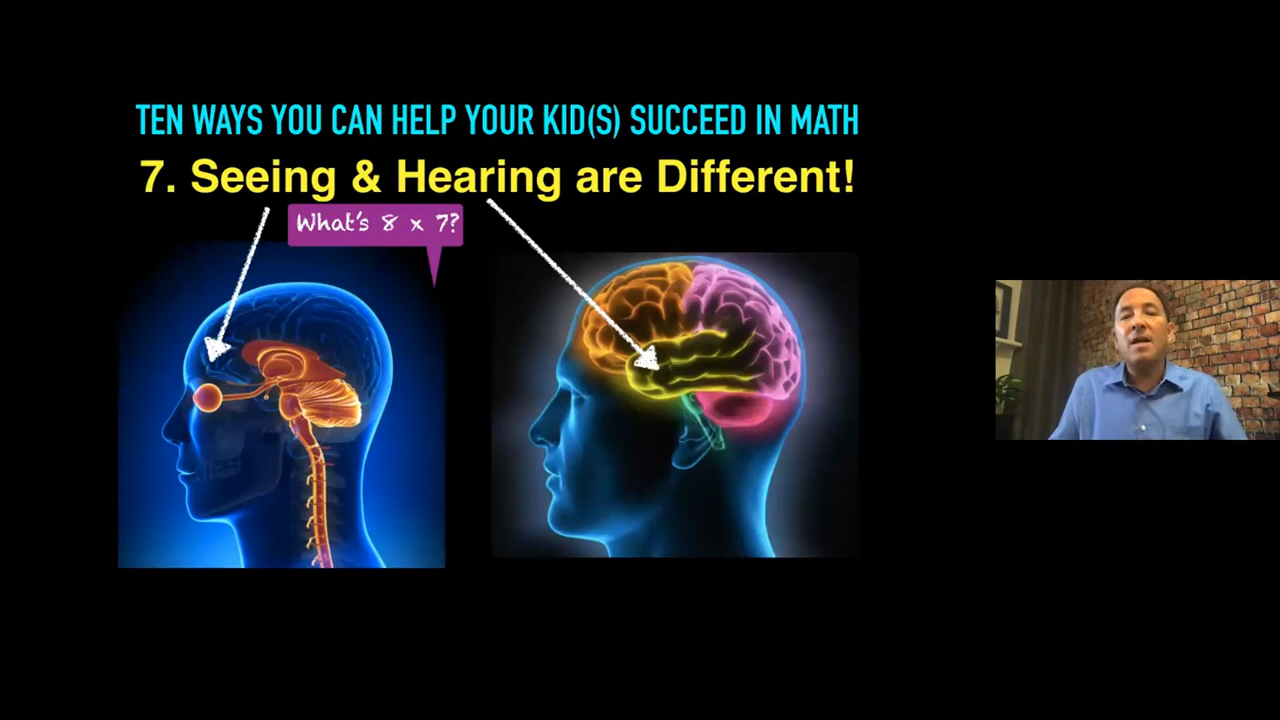 TEN WAYS YOU CAN HELP YOUR KID(S) SUCCEED IN MATH
7. Seeing & Hearing are Different!
What's 8 x 7?